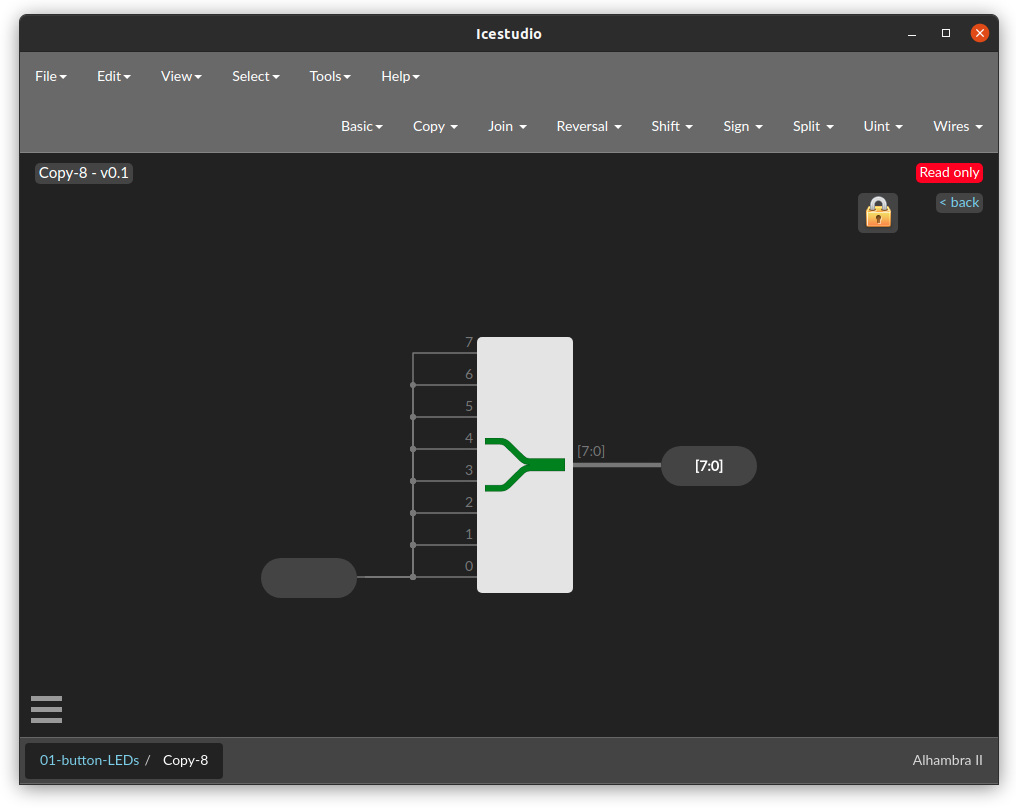 Icestudio
File Edit View Select Tools Help
Basic Copy Join Reversal Shift Sign Split Uint Wires
Copy-8 - v0.1
Read only
< back
7
6
5
4
3
2
1
0
[7:0]
[7:0]
01-button-LEDs / Copy-8
Alhambra II